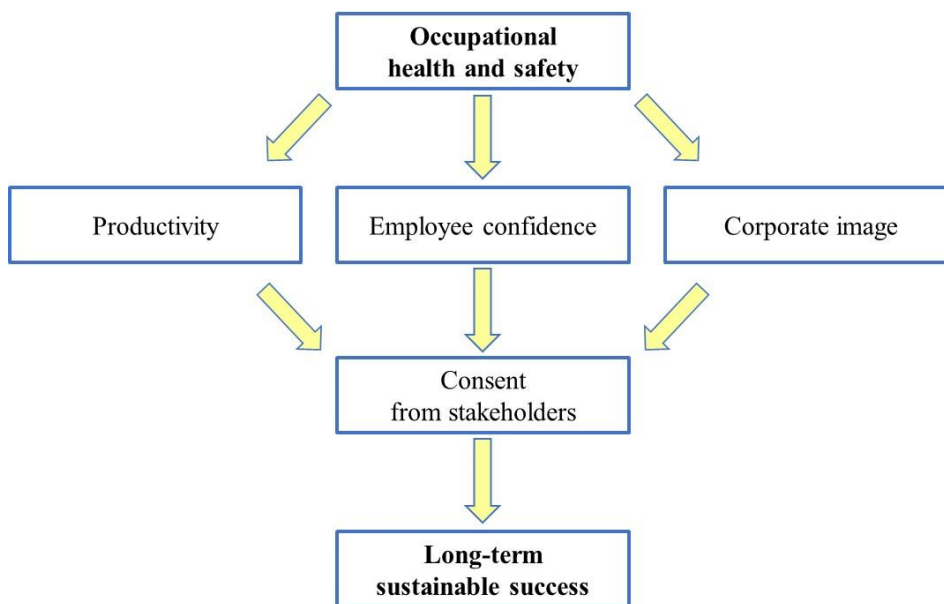 Occupational
health and safety
Productivity
Employee confidence
Corporate image
Consent
from stakeholders
Long-term
sustainable success